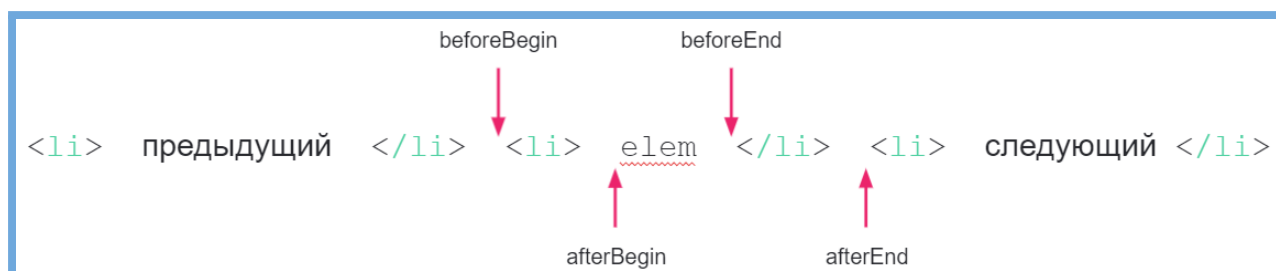 beforeBegin beforeEnd
<li> предыдущий </li> <li> elem </li> <li> следующий </li>
afterBegin afterEnd